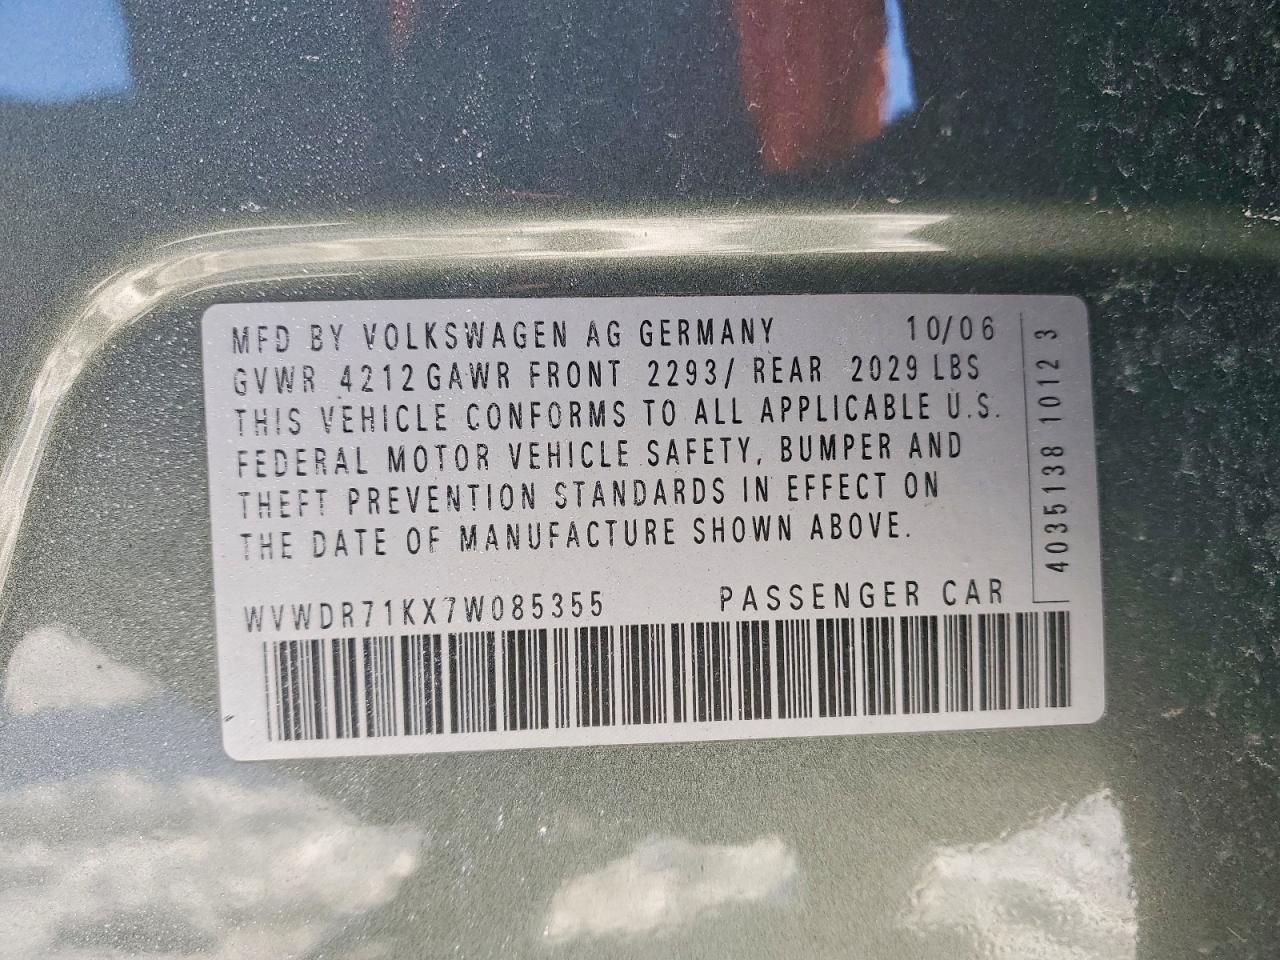 MFD BY VOLKSWAGEN AG GERMANY 10/06
GVWR 4212 GAWR FRONT 2293/ REAR 2029 LBS
THIS VEHICLE CONFORMS TO ALL APPLICABLE U.S.
FEDERAL MOTOR VEHICLE SAFETY, BUMPER AND
THEFT PREVENTION STANDARDS IN EFFECT ON
THE DATE OF MANUFACTURE SHOWN ABOVE.
WVWDR71KX7W085355 PASSENGER CAR
4035138 1012 3